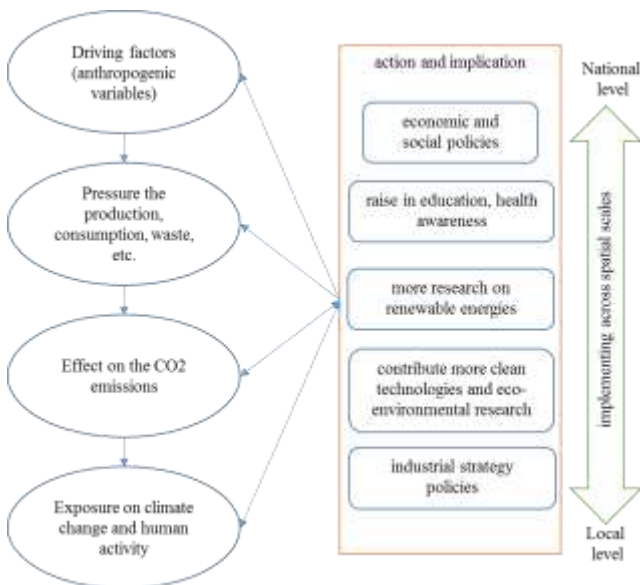 Driving factors
(anthropogenic
variables)
Pressure the
production,
consumption, waste,
etc.
Effect on the CO2
emissions
Exposure on climate
change and human
activity
action and implication
economic and
social policies
raise in education, health
awareness
more research on
renewable energies
contribute more clean
technologies and eco-
environmental research
industrial strategy
policies
National
level
implementing across spatial scales
Local
level